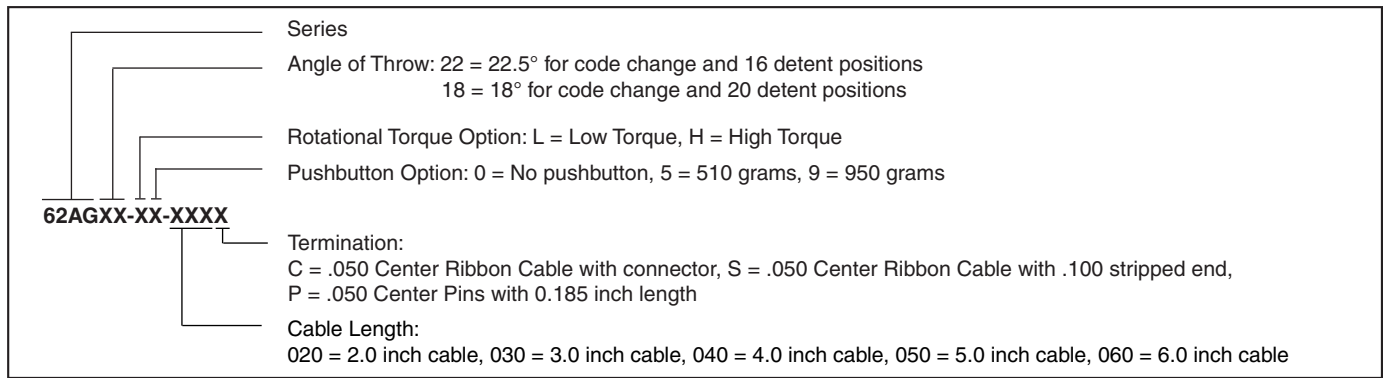 Series
Angle of Throw: 22 = 22.5° for code change and 16 detent positions
18 = 18° for code change and 20 detent positions
Rotational Torque Option: L = Low Torque, H = High Torque
Pushbutton Option: 0 = No pushbutton, 5 = 510 grams, 9 = 950 grams
62AGXX-XX-XXXX
Termination:
C = .050 Center Ribbon Cable with connector, S = .050 Center Ribbon Cable with .100 stripped end,
P = .050 Center Pins with 0.185 inch length
Cable Length:
020 = 2.0 inch cable, 030 = 3.0 inch cable, 040 = 4.0 inch cable, 050 = 5.0 inch cable, 060 = 6.0 inch cable